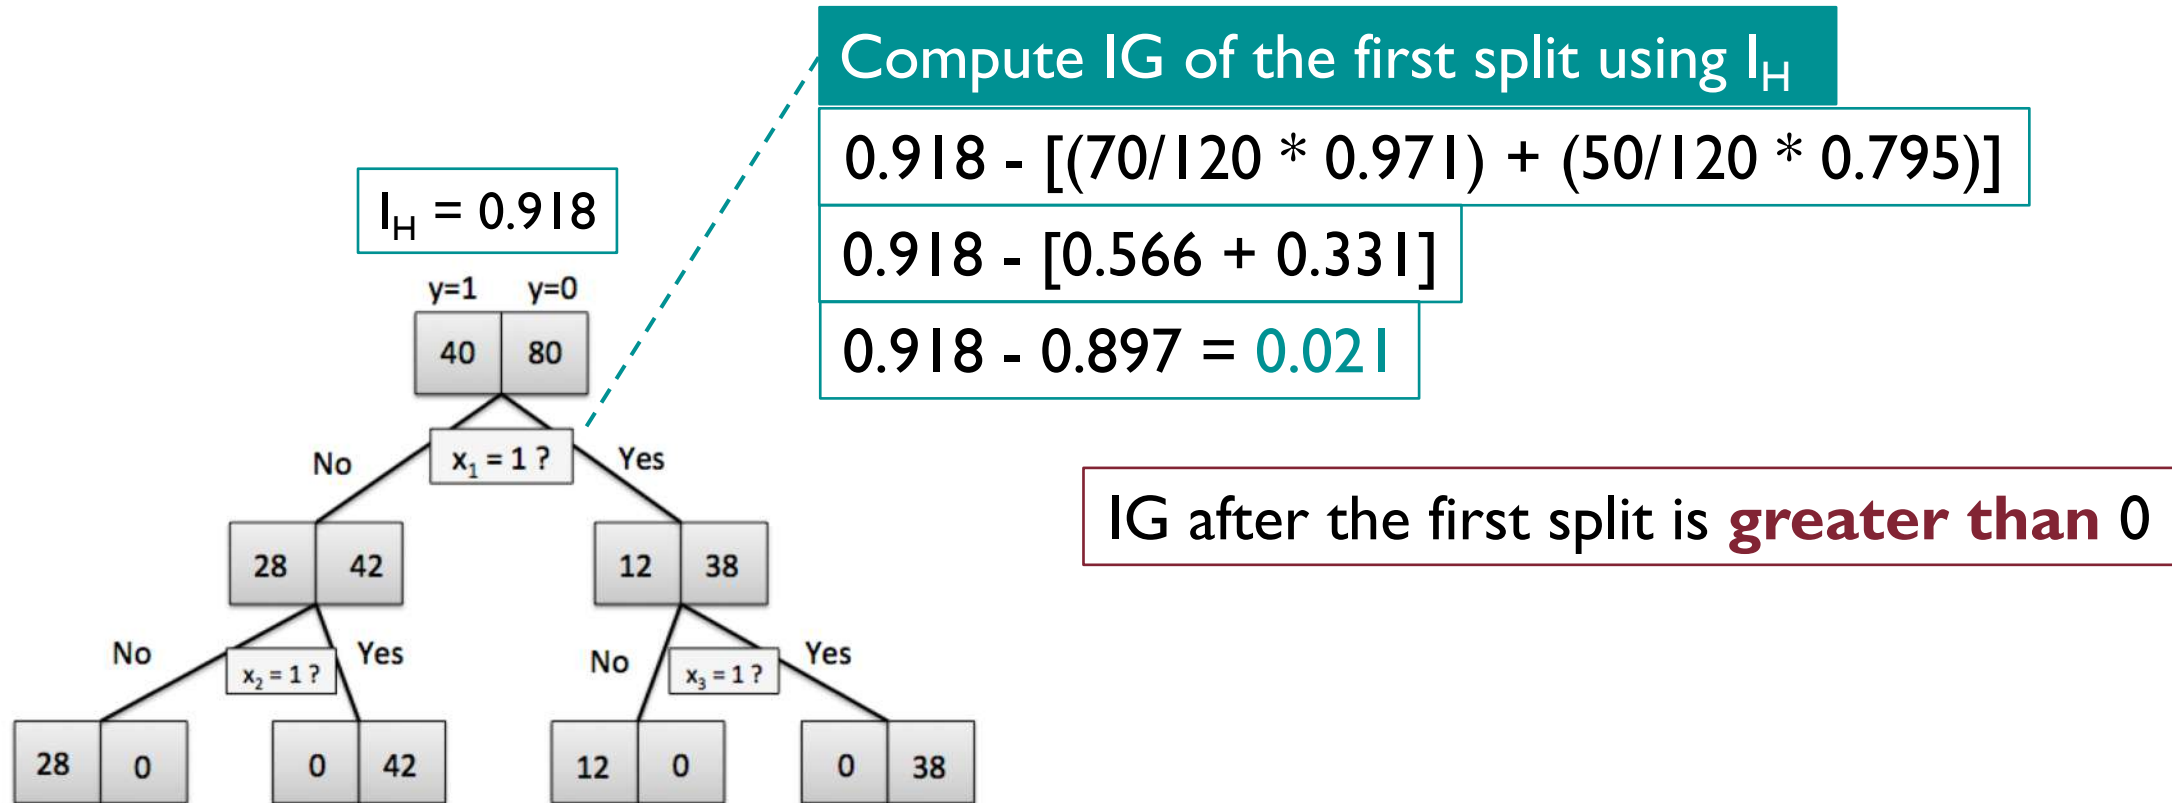 Compute IG of the first split using I_H
0.918 - [(70/120 * 0.971) + (50/120 * 0.795)]
I_H = 0.918
0.918 - [0.566 + 0.331]
0.918 - 0.897 = 0.021
y=1 y=0
40 80
No x₁ = 1 ? Yes
IG after the first split is greater than 0
28 42 12 38
No x₂ = 1 ? Yes No x₃ = 1 ? Yes
28 0 0 42 12 0 0 38